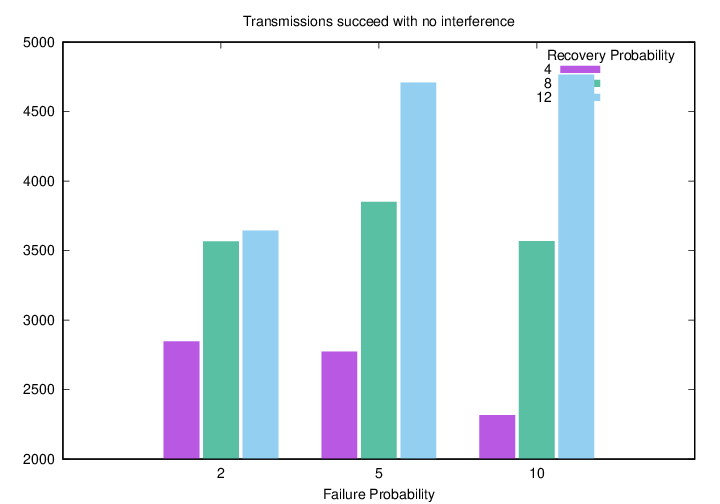 Transmissions succeed with no interference
Recovery Probability
4
8
12
5000
4500
4000
3500
3000
2500
2000
2 5 10
Failure Probability